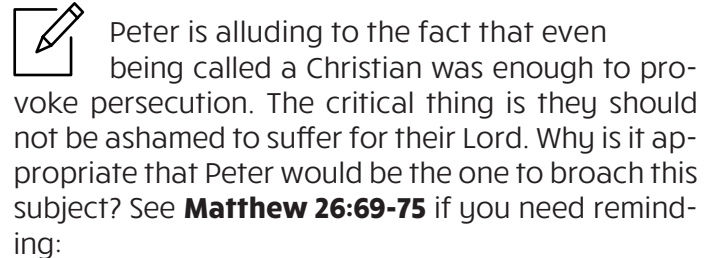 Peter is alluding to the fact that even
being called a Christian was enough to pro-
voke persecution. The critical thing is they should
not be ashamed to suffer for their Lord. Why is it ap-
propriate that Peter would be the one to broach this
subject? See Matthew 26:69-75 if you need remind-
ing: